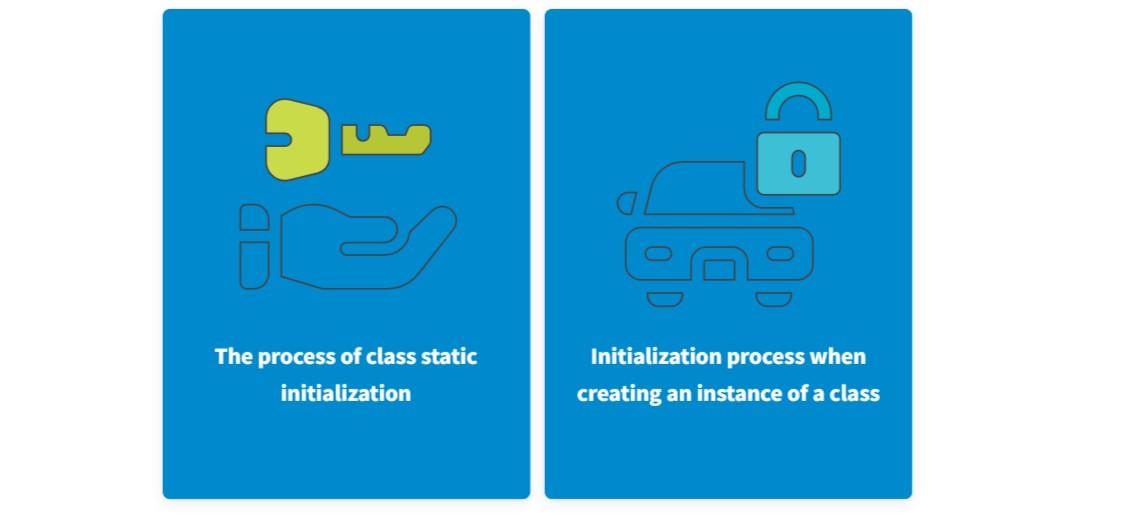 The process of class static
initialization
Initialization process when
creating an instance of a class